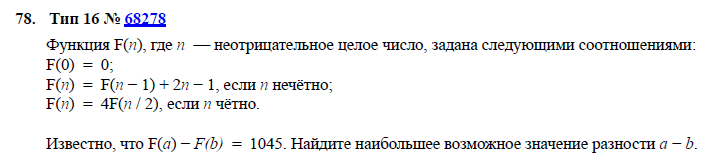 78. Тип 16 № 68278
Функция F(n), где n — неотрицательное целое число, задана следующими соотношениями:
F(0) = 0;
F(n) = F(n − 1) + 2n − 1, если n нечётно;
F(n) = 4F(n / 2), если n чётно.
Известно, что F(a) − F(b) = 1045. Найдите наибольшее возможное значение разности a − b.